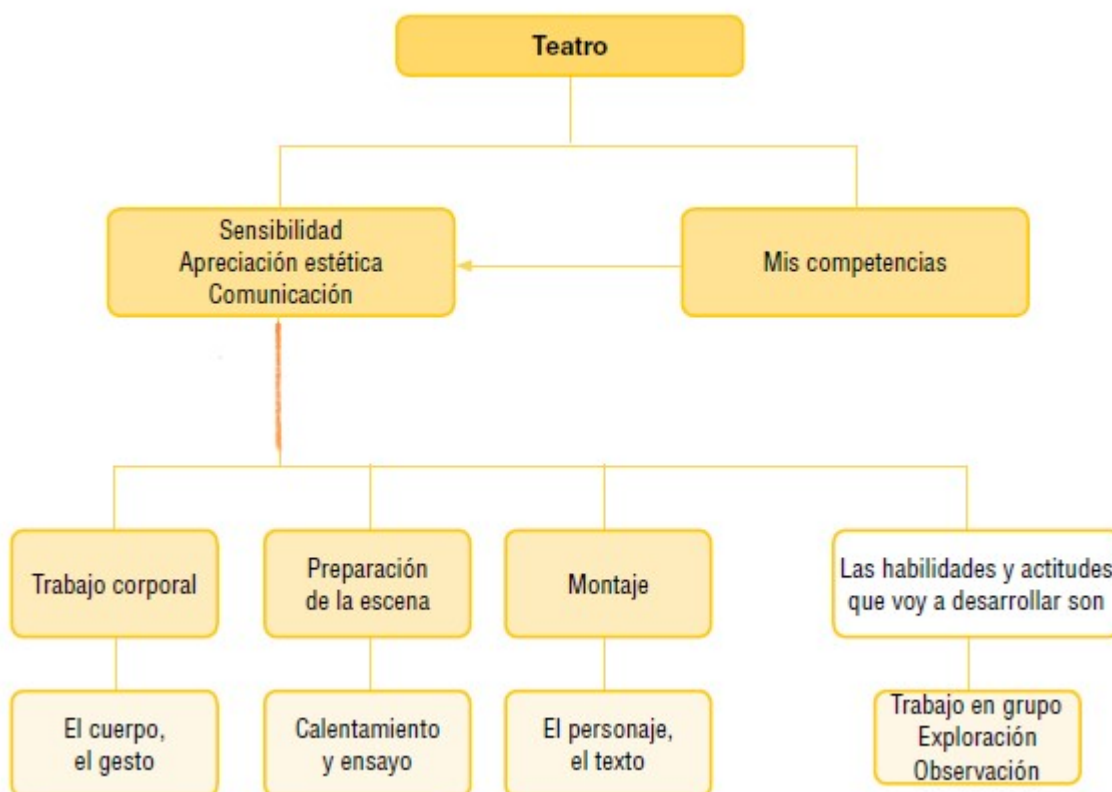 Teatro
Sensibilidad
Apreciación estética
Comunicación
Mis competencias
Trabajo corporal
Preparación
de la escena
Montaje
Las habilidades y actitudes
que voy a desarrollar son
El cuerpo,
el gesto
Calentamiento
y ensayo
El personaje,
el texto
Trabajo en grupo
Exploración
Observación